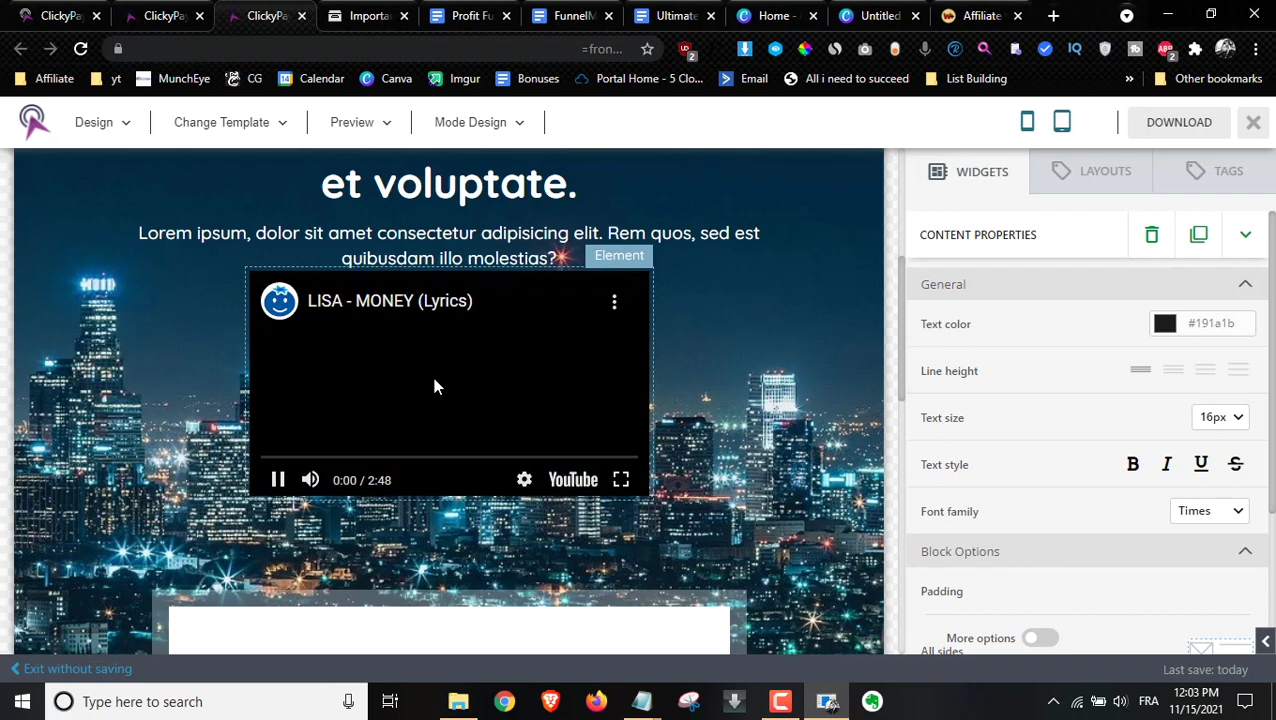 ClickyPay
ClickyPay
ClickyPay
Importa
Profit Fu
FunnelM
Ultimate
Home -
Untitled
Affiliate
=fron...
2
2
Affiliate
yt
MunchEye
CG
Calendar
Canva
Imgur
Bonuses
Portal Home - 5 Clo...
Email
All i need to succeed
List Building
»
Other bookmarks
Design
Change Template
Preview
Mode Design
DOWNLOAD
et voluptate.
Lorem ipsum, dolor sit amet consectetur adipisicing elit. Rem quos, sed est
quibusdam illo molestias?
Element
LISA - MONEY (Lyrics)
0:00 / 2:48
YouTube
WIDGETS
LAYOUTS
TAGS
CONTENT PROPERTIES
General
Text color
#191a1b
Line height
Text size
16px
Text style
B I U S
Font family
Times
Block Options
Padding
More options
All sides
Exit without saving
Last save: today
Type here to search
FRA
12:03 PM
11/15/2021